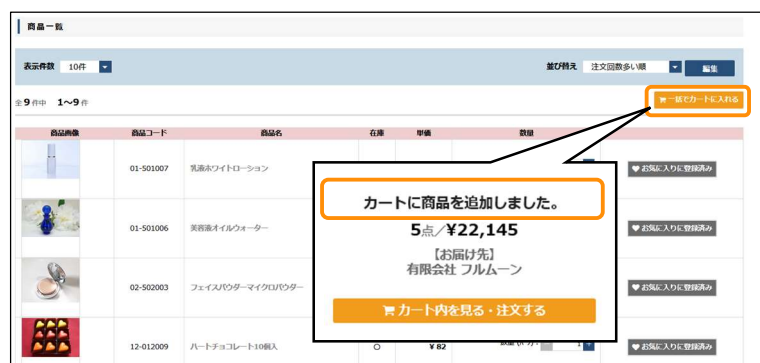 商品一覧
表示件数 10件
並び替え 注文回数多い順 編集
全9件中 1～9件
一括でカートに入れる
商品画像 商品コード 商品名 在庫 単価 数量
01-501007 乳液ホワイトローション お気に入りに登録済み
カートに商品を追加しました。
5点／¥22,145
【お届け先】
有限会社 フルムーン
カート内を見る・注文する
01-501006 美容液オイルウォーター お気に入りに登録済み
02-502003 フェイスパウダーマイクロパウダー お気に入りに登録済み
12-012009 ハートチョコレート10個入 ○ ¥82 1 お気に入りに登録済み